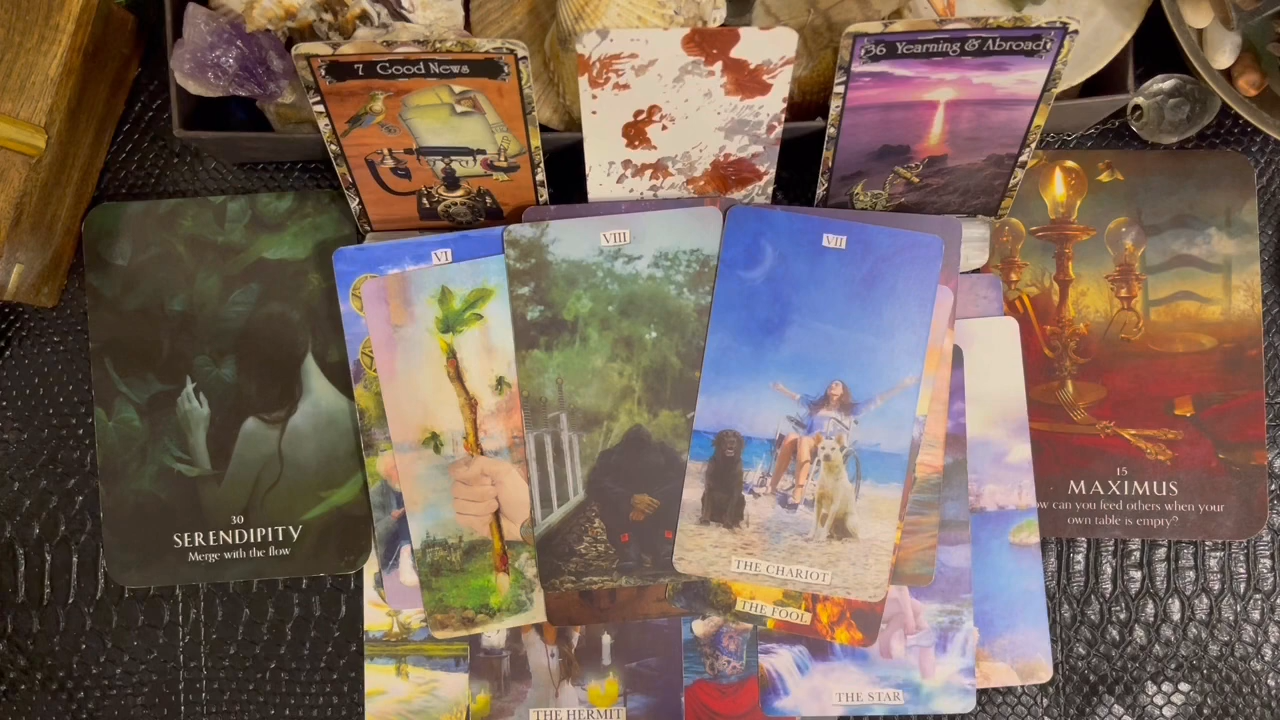 7 Good News
36 Yearning & Abroad
VI
VIII
VII
30
SERENDIPITY
Merge with the flow
15
MAXIMUS
can you feed others when your
own table is empty?
THE CHARIOT
THE FOOL
THE STAR
THE HERMIT